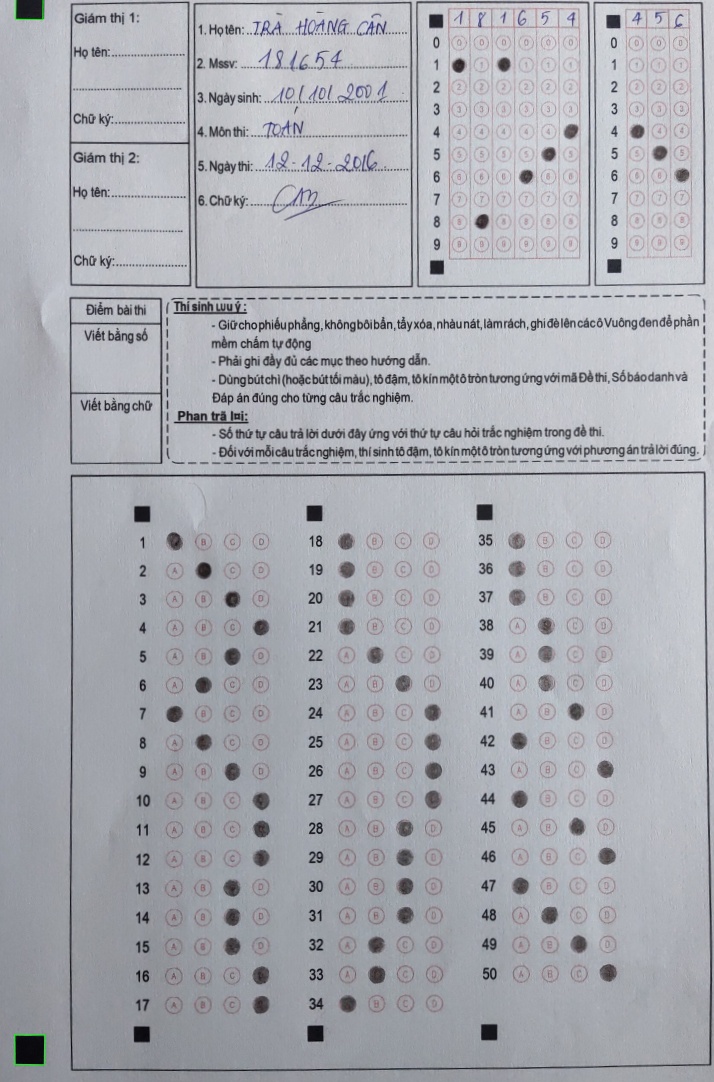 Giám thị 1:
Họ tên:
Chữ ký:
Giám thị 2:
Họ tên:
Chữ ký:
1. Họ tên: TRÀ HOÀNG CẦN
2. Mssv: 181654
3. Ngày sinh: 10/10/2001
4. Môn thi: TOÁN
5. Ngày thi: 12-12-2016
6. Chữ ký:
1 8 1 6 5 4
0
1
2
3
4
5
6
7
8
9
4 5 6
0
1
2
3
4
5
6
7
8
9
Điểm bài thi
Viết bằng số
Viết bằng chữ
Thí sinh Lưu ý :
- Giữ cho phiếu phẳng, không bôi bẩn, tẩy xóa, nhàu nát, làm rách, ghi đè lên các ô Vuông đen để phần
mềm chấm tự động
- Phải ghi đầy đủ các mục theo hướng dẫn.
- Dùng bút chì (hoặc bút tối màu), tô đậm, tô kín một ô tròn tương ứng với mã Đề thi, Số báo danh và
Đáp án đúng cho từng câu trắc nghiệm.
Phan trã lại:
- Số thứ tự câu trả lời dưới đây ứng với thứ tự câu hỏi trắc nghiệm trong đề thi.
- Đối với mỗi câu trắc nghiệm, thí sinh tô đậm, tô kín một ô tròn tương ứng với phương án trả lời đúng.
1 B C D
2 A C D
3 A B D
4 A B C
5 A B D
6 A C D
7 B C D
8 A C D
9 A B D
10 A B C
11 A B C
12 A B C
13 A B D
14 A B D
15 A B D
16 A B C
17 A B C
18 B C D
19 B C D
20 B C D
21 B C D
22 A C D
23 A B D
24 A B C
25 A B C
26 A B C
27 A B C
28 A B D
29 A B D
30 A B D
31 A B D
32 A C D
33 A C D
34 B C D
35 B C D
36 B C D
37 B C D
38 A C D
39 A C D
40 A C D
41 A B D
42 B C D
43 A B C
44 B C D
45 A B D
46 A B C
47 B C D
48 A C D
49 A B D
50 A B C